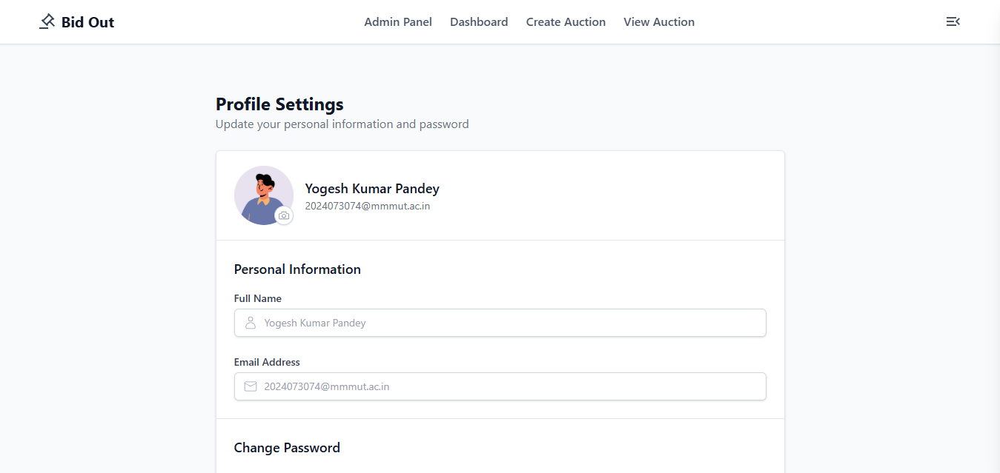 Bid Out
Admin Panel Dashboard Create Auction View Auction
Profile Settings
Update your personal information and password
Yogesh Kumar Pandey
2024073074@mmmut.ac.in
Personal Information
Full Name
Yogesh Kumar Pandey
Email Address
2024073074@mmmut.ac.in
Change Password